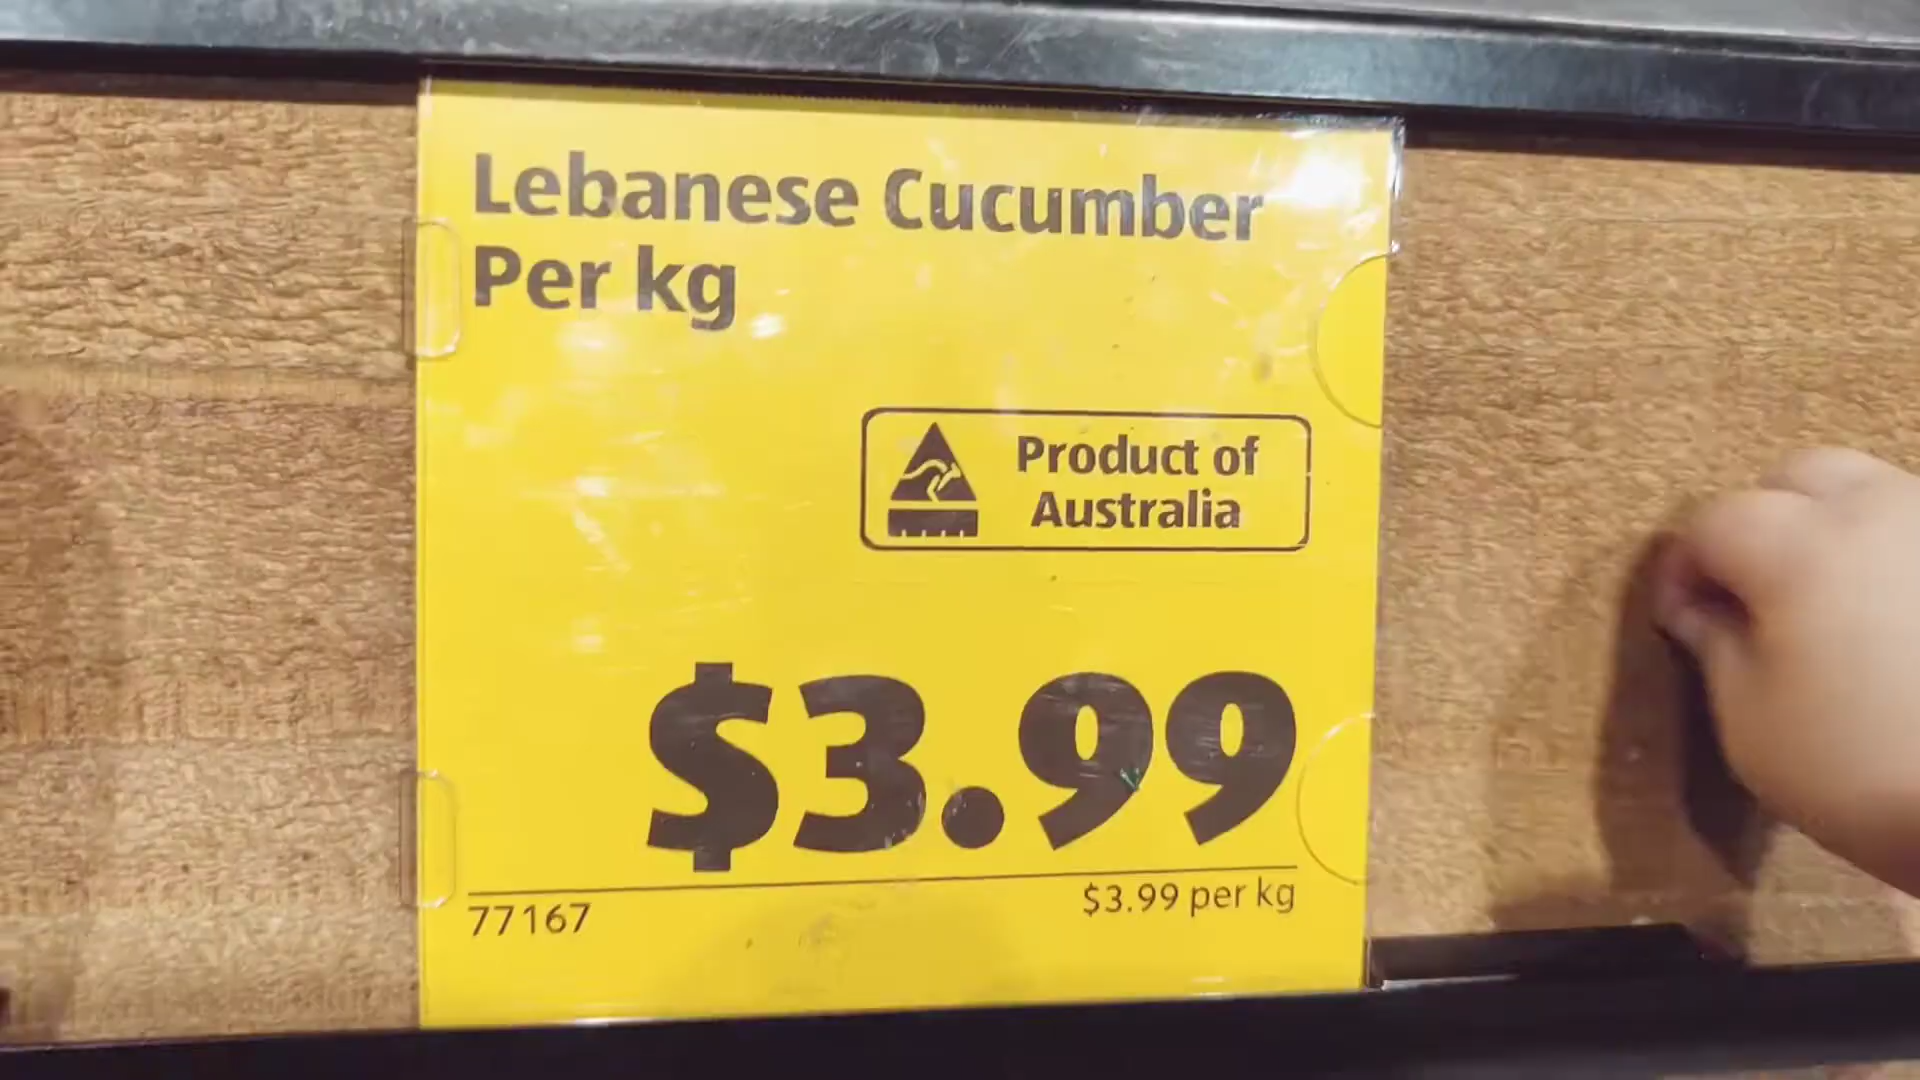 Lebanese Cucumber
Per kg
Product of
Australia
$3.99
77167
$3.99 per kg